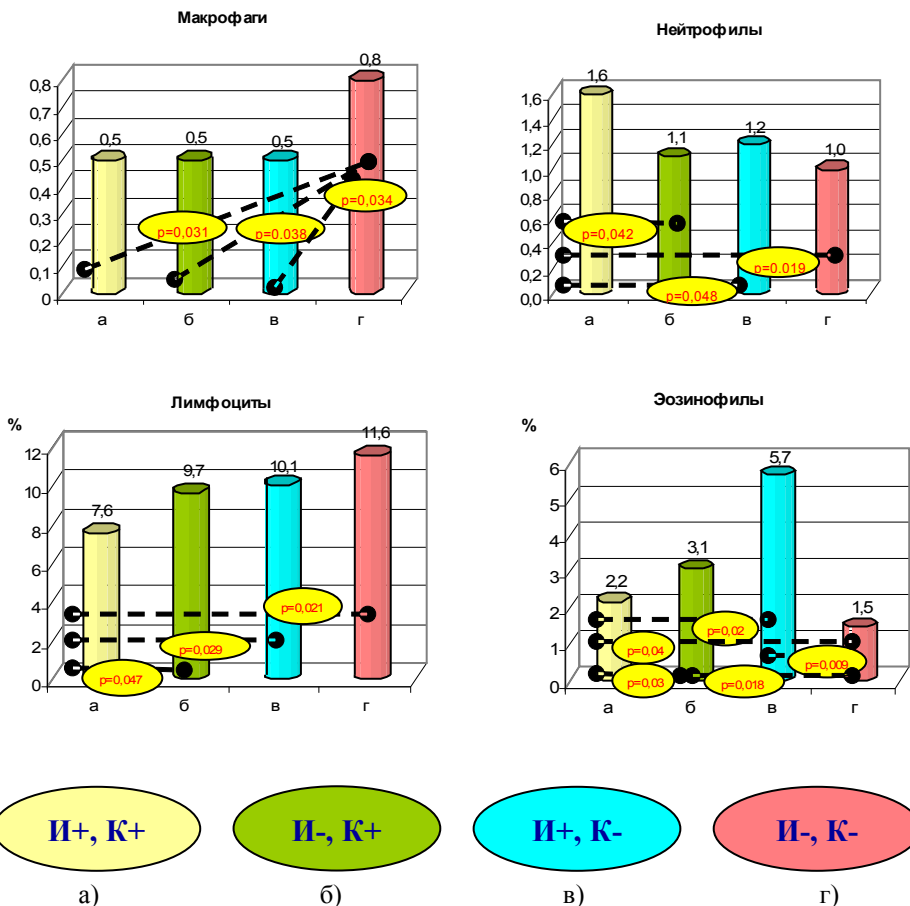 Макрофаги
0,8
0,8
0,7
0,6
0,5
0,5
0,5
0,5
0,4
0,3
0,2
0,1
0
p=0,031
p=0.038
p=0,034
а б в г
Нейтрофилы
1,6
1,6
1,4
1,2
1,0
0,8
0,6
0,4
0,2
0,0
1,1
1,2
1,0
p=0,042
p=0.019
p=0,048
а б в г
Лимфоциты
%
12
10
8
6
4
2
0
7,6
9,7
10,1
11,6
p=0,021
p=0,029
p=0,047
а б в г
Эозинофилы
%
6
5
4
3
2
1
0
2,2
3,1
5,7
1,5
p=0,02
p=0,04
p=0,009
p=0,03
p=0,018
а б в г
И+, К+ И-, К+ И+, К- И-, К-
а) б) в) г)